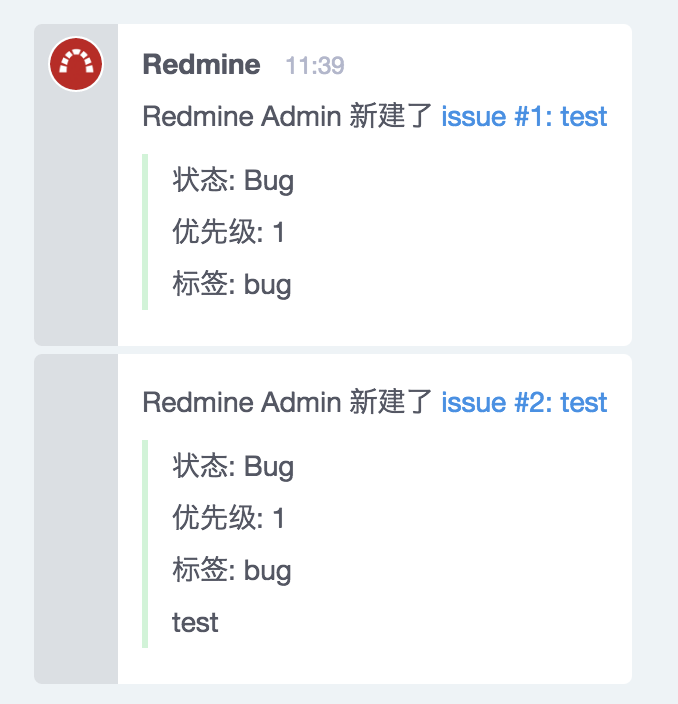 Redmine 11:39
Redmine Admin 新建了 issue #1: test
状态: Bug
优先级: 1
标签: bug
Redmine Admin 新建了 issue #2: test
状态: Bug
优先级: 1
标签: bug
test